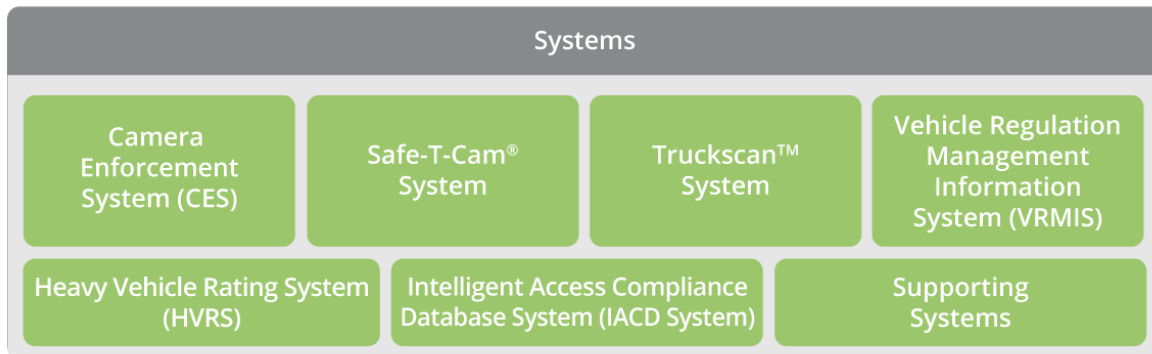 Systems
Camera
Enforcement
System (CES)
Safe-T-Cam®
System
Truckscan™
System
Vehicle Regulation
Management
Information
System (VRMIS)
Heavy Vehicle Rating System
(HVRS)
Intelligent Access Compliance
Database System (IACD System)
Supporting
Systems